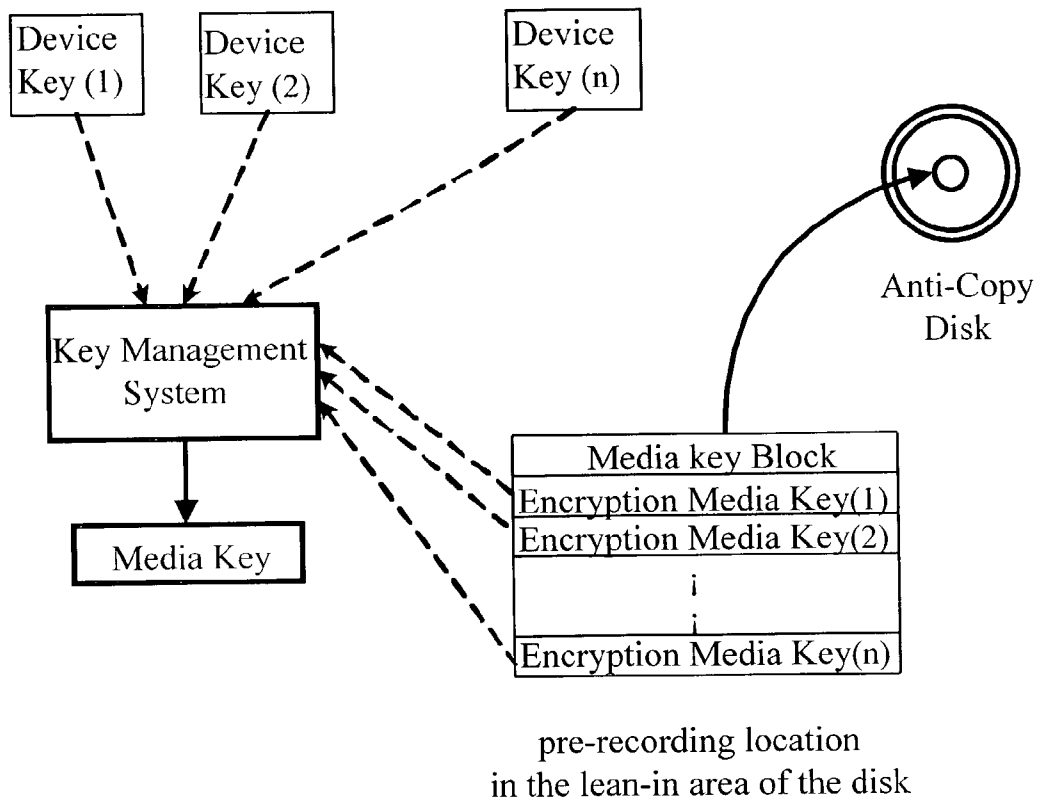 Device
Key (1)
Device
Key (2)
Device
Key (n)
Anti-Copy
Disk
Key Management
System
Media Key
Media key Block
Encryption Media Key(1)
Encryption Media Key(2)
Encryption Media Key(n)
pre-recording location
in the lean-in area of the disk